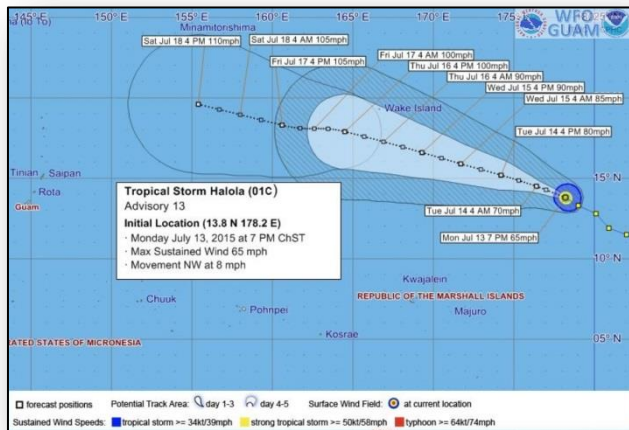 145° E
150° E
155° E
160° E
165° E
170° E
175° E
180°
WFO
GUAM
Minamitorishima
Sat Jul 18 4 PM 110mph
Sat Jul 18 4 AM 105mph
Fri Jul 17 4 PM 105mph
Fri Jul 17 4 AM 100mph
Thu Jul 16 4 PM 100mph
Thu Jul 16 4 AM 90mph
Wed Jul 15 4 PM 90mph
Wed Jul 15 4 AM 85mph
Tue Jul 14 4 PM 80mph
Wake Island
Tinian
Saipan
Rota
Guam
15° N
Tue Jul 14 4 AM 70mph
Mon Jul 13 7 PM 65mph
Tropical Storm Halola (01C)
Advisory 13
Initial Location (13.8 N 178.2 E)
· Monday July 13, 2015 at 7 PM ChST
· Max Sustained Wind 65 mph
· Movement NW at 8 mph
10° N
Kwajalein
REPUBLIC OF THE MARSHALL ISLANDS
Majuro
Chuuk
Pohnpei
Kosrae
05° N
RATED STATES OF MICRONESIA
forecast positions Potential Track Area: day 1-3 day 4-5 Surface Wind Field: at current location
Sustained Wind Speeds: tropical storm >= 34kt/39mph strong tropical storm >= 50kt/58mph typhoon >= 64kt/74mph